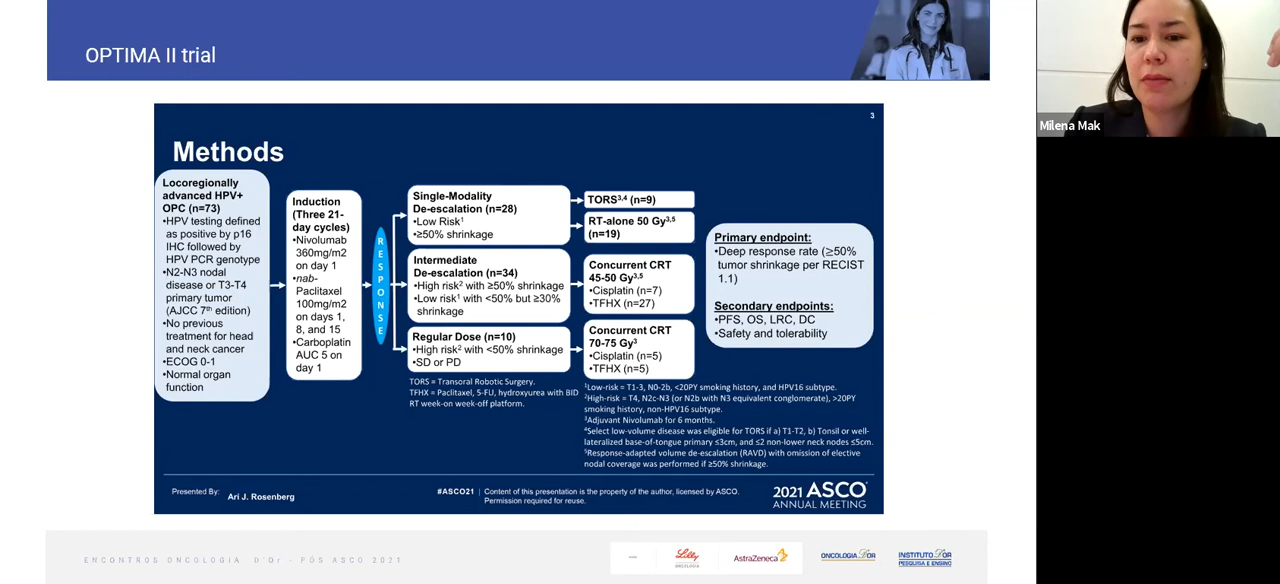 OPTIMA II trial
Milena Mak
3
Methods
Locoregionally
advanced HPV+
OPC (n=73)
•HPV testing defined
as positive by p16
IHC followed by
HPV PCR genotype
•N2-N3 nodal
disease or T3-T4
primary tumor
(AJCC 7th edition)
•No previous
treatment for head
and neck cancer
•ECOG 0-1
•Normal organ
function
Induction
(Three 21-
day cycles)
•Nivolumab
360mg/m2
on day 1
•nab-
Paclitaxel
100mg/m2
on days 1,
8, and 15
•Carboplatin
AUC 5 on
day 1
RESPONSE
Single-Modality
De-escalation (n=28)
•Low Risk1
•≥50% shrinkage
Intermediate
De-escalation (n=34)
•High risk2 with ≥50% shrinkage
•Low risk1 with <50% but ≥30%
shrinkage
Regular Dose (n=10)
•High risk2 with <50% shrinkage
•SD or PD
TORS3,4 (n=9)
RT-alone 50 Gy3,5
(n=19)
Concurrent CRT
45-50 Gy3,5
•Cisplatin (n=7)
•TFHX (n=27)
Concurrent CRT
70-75 Gy3
•Cisplatin (n=5)
•TFHX (n=5)
Primary endpoint:
•Deep response rate (≥50%
tumor shrinkage per RECIST
1.1)
Secondary endpoints:
•PFS, OS, LRC, DC
•Safety and tolerability
TORS = Transoral Robotic Surgery.
TFHX = Paclitaxel, 5-FU, hydroxyurea with BID
RT week-on week-off platform.
1Low-risk = T1-3, N0-2b, <20PY smoking history, and HPV16 subtype.
2High-risk = T4, N2c-N3 (or N2b with N3 equivalent conglomerate), >20PY
smoking history, non-HPV16 subtype.
3Adjuvant Nivolumab for 6 months.
4Select low-volume disease was eligible for TORS if a) T1-T2, b) Tonsil or well-
lateralized base-of-tongue primary ≤3cm, and ≤2 non-lower neck nodes ≤5cm.
5Response-adapted volume de-escalation (RAVD) with omission of elective
nodal coverage was performed if ≥50% shrinkage.
Presented By: Ari J. Rosenberg
#ASCO21 | Content of this presentation is the property of the author, licensed by ASCO.
Permission required for reuse.
2021 ASCO
ANNUAL MEETING
ENCONTROS ONCOLOGIA D'Or - PÓS ASCO 2021
Lilly
ONCOLOGIA
AstraZeneca
ONCOLOGIA D'OR
INSTITUTO D'OR
PESQUISA E ENSINO